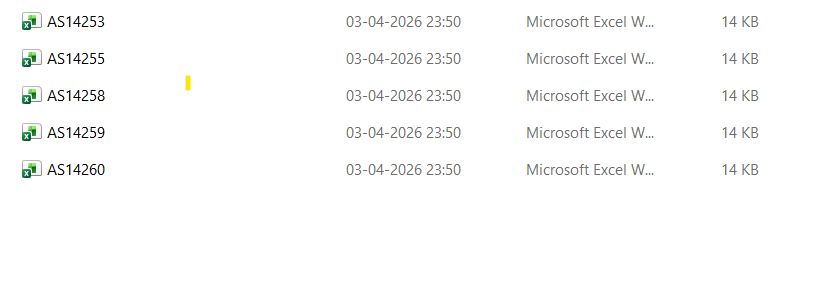 AS14253 03-04-2026 23:50 Microsoft Excel W... 14 KB
AS14255 03-04-2026 23:50 Microsoft Excel W... 14 KB
AS14258 03-04-2026 23:50 Microsoft Excel W... 14 KB
AS14259 03-04-2026 23:50 Microsoft Excel W... 14 KB
AS14260 03-04-2026 23:50 Microsoft Excel W... 14 KB